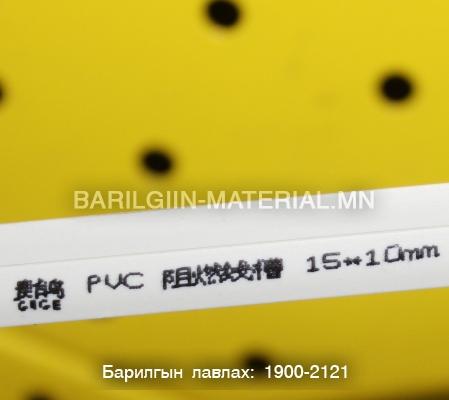 BARILGIIN-MATERIAL.MN
PVC 阻燃线槽 15**10mm
Барилгын лавлах: 1900-2121